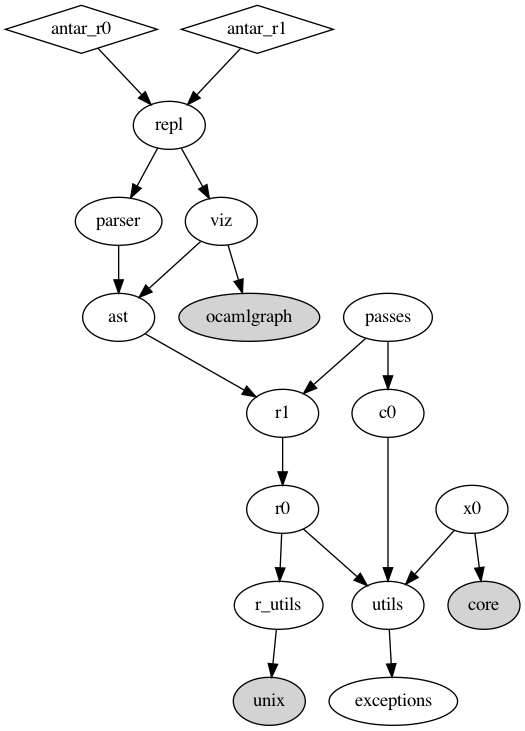 antar_r0
antar_r1
repl
parser
viz
ast
ocamlgraph
passes
r1
c0
r0
x0
r_utils
utils
core
unix
exceptions